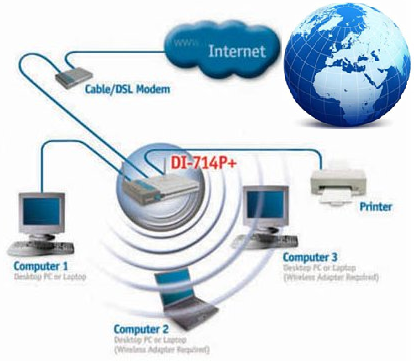 WWW.
Internet
Cable/DSL Modem
DI-714P+
Printer
Computer 1
Desktop PC or Laptop
Computer 3
Desktop PC or Laptop
(Wireless Adapter Required)
Computer 2
Desktop PC or Laptop
(Wireless Adapter Required)